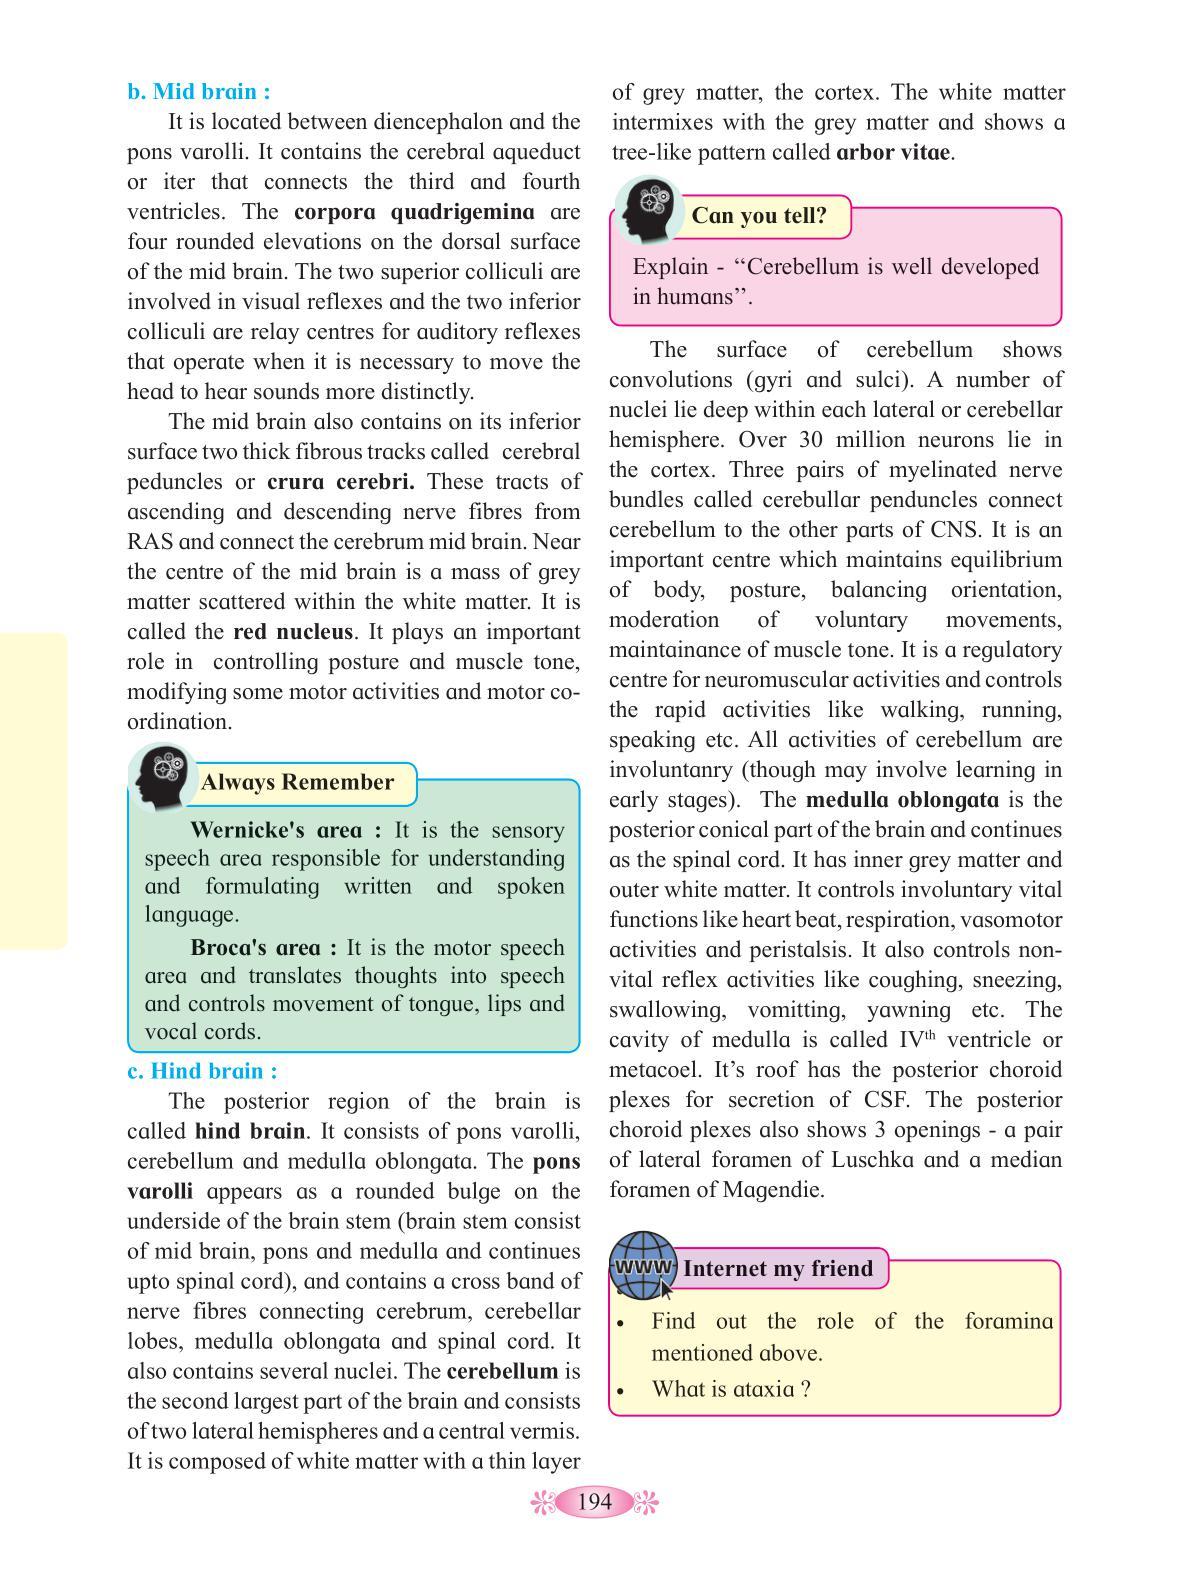 b. Mid brain :
It is located between diencephalon and the
pons varolli. It contains the cerebral aqueduct
or iter that connects the third and fourth
ventricles. The corpora quadrigemina are
four rounded elevations on the dorsal surface
of the mid brain. The two superior colliculi are
involved in visual reflexes and the two inferior
colliculi are relay centres for auditory reflexes
that operate when it is necessary to move the
head to hear sounds more distinctly.
The mid brain also contains on its inferior
surface two thick fibrous tracks called cerebral
peduncles or crura cerebri. These tracts of
ascending and descending nerve fibres from
RAS and connect the cerebrum mid brain. Near
the centre of the mid brain is a mass of grey
matter scattered within the white matter. It is
called the red nucleus. It plays an important
role in controlling posture and muscle tone,
modifying some motor activities and motor co-
ordination.
Always Remember
Wernicke's area : It is the sensory
speech area responsible for understanding
and formulating written and spoken
language.
Broca's area : It is the motor speech
area and translates thoughts into speech
and controls movement of tongue, lips and
vocal cords.
c. Hind brain :
The posterior region of the brain is
called hind brain. It consists of pons varolli,
cerebellum and medulla oblongata. The pons
varolli appears as a rounded bulge on the
underside of the brain stem (brain stem consist
of mid brain, pons and medulla and continues
upto spinal cord), and contains a cross band of
nerve fibres connecting cerebrum, cerebellar
lobes, medulla oblongata and spinal cord. It
also contains several nuclei. The cerebellum is
the second largest part of the brain and consists
of two lateral hemispheres and a central vermis.
It is composed of white matter with a thin layer
of grey matter, the cortex. The white matter
intermixes with the grey matter and shows a
tree-like pattern called arbor vitae.
Can you tell?
Explain - ‘‘Cerebellum is well developed
in humans’’.
The surface of cerebellum shows
convolutions (gyri and sulci). A number of
nuclei lie deep within each lateral or cerebellar
hemisphere. Over 30 million neurons lie in
the cortex. Three pairs of myelinated nerve
bundles called cerebullar penduncles connect
cerebellum to the other parts of CNS. It is an
important centre which maintains equilibrium
of body, posture, balancing orientation,
moderation of voluntary movements,
maintainance of muscle tone. It is a regulatory
centre for neuromuscular activities and controls
the rapid activities like walking, running,
speaking etc. All activities of cerebellum are
involuntanry (though may involve learning in
early stages). The medulla oblongata is the
posterior conical part of the brain and continues
as the spinal cord. It has inner grey matter and
outer white matter. It controls involuntary vital
functions like heart beat, respiration, vasomotor
activities and peristalsis. It also controls non-
vital reflex activities like coughing, sneezing,
swallowing, vomitting, yawning etc. The
cavity of medulla is called IVth ventricle or
metacoel. It’s roof has the posterior choroid
plexes for secretion of CSF. The posterior
choroid plexes also shows 3 openings - a pair
of lateral foramen of Luschka and a median
foramen of Magendie.
www Internet my friend
• Find out the role of the foramina
mentioned above.
• What is ataxia ?
194